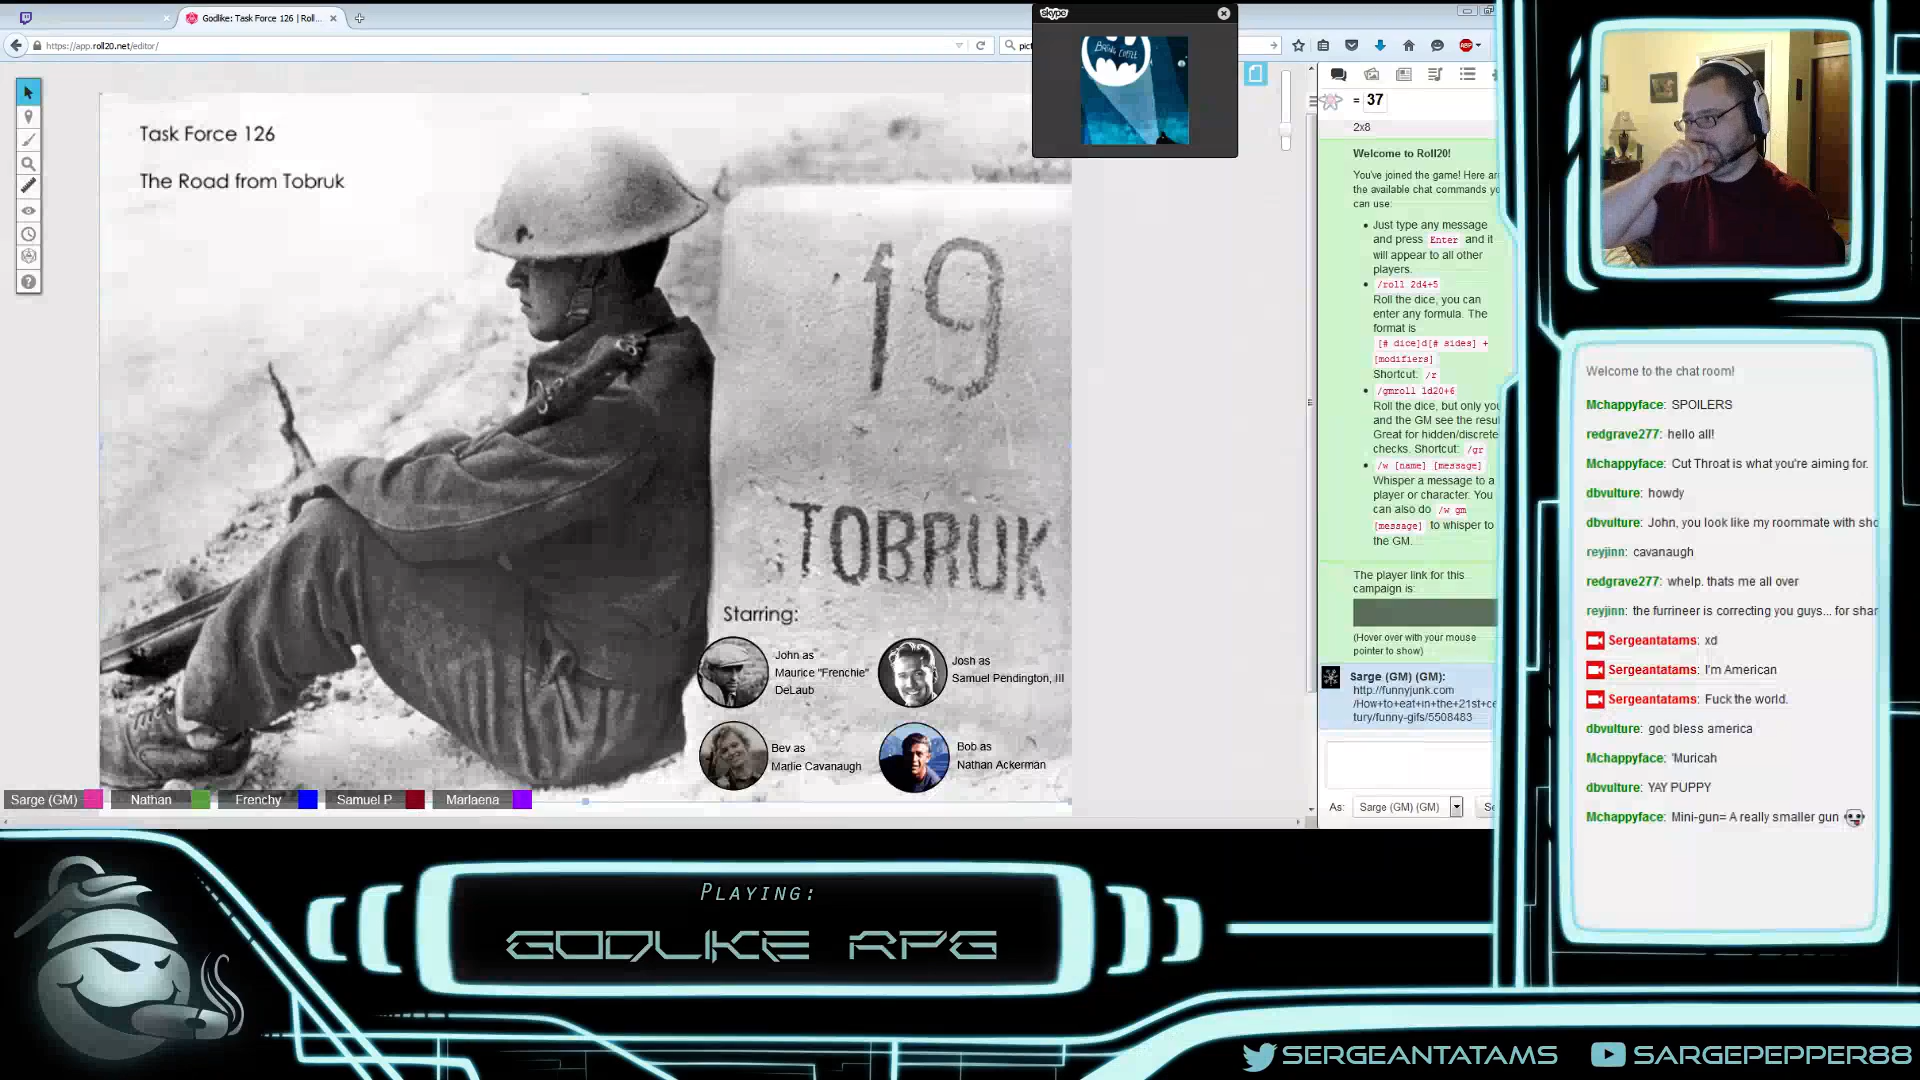 Godlike: Task Force 126 | Roll...
https://app.roll20.net/editor/
pict
skype
BRING COFFEE
Task Force 126
The Road from Tobruk
19
TOBRUK
Starring:
John as
Maurice "Frenchie"
DeLaub
Josh as
Samuel Pendington, III
Bev as
Marlie Cavanaugh
Bob as
Nathan Ackerman
Sarge (GM)
Nathan
Frenchy
Samuel P
Marlaena
= 37
2x8
Welcome to Roll20!
You've joined the game! Here are
the available chat commands yo
can use:
Just type any message
and press Enter and it
will appear to all other
players.
/roll 2d4+5
Roll the dice, you can
enter any formula. The
format is
[# dice]d[# sides] +
[modifiers]
Shortcut: /r
/gmroll 1d20+6
Roll the dice, but only you
and the GM see the resul
Great for hidden/discrete
checks. Shortcut: /gr
/w [name] [message]
Whisper a message to a
player or character. You
can also do /w gm
[message] to whisper to
the GM.
The player link for this
campaign is:
(Hover over with your mouse
pointer to show)
Sarge (GM) (GM):
http://funnyjunk.com
/How+to+eat+in+the+21st+ce
tury/funny-gifs/5508483
As: Sarge (GM) (GM) Se
Welcome to the chat room!
Mchappyface: SPOILERS
redgrave277: hello all!
Mchappyface: Cut Throat is what you're aiming for.
dbvulture: howdy
dbvulture: John, you look like my roommate with sho
reyjinn: cavanaugh
redgrave277: whelp. thats me all over
reyjinn: the furrineer is correcting you guys... for shar
Sergeantatams: xd
Sergeantatams: I'm American
Sergeantatams: Fuck the world.
dbvulture: god bless america
Mchappyface: 'Muricah
dbvulture: YAY PUPPY
Mchappyface: Mini-gun= A really smaller gun
PLAYING:
GODLIKE RPG
SERGEANTATAMS
SARGEPEPPER88